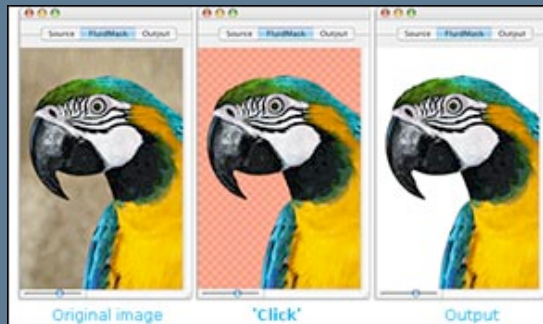 Source FluidMask Output
Source FluidMask Output
Source FluidMask Output
Original image
'Click'
Output